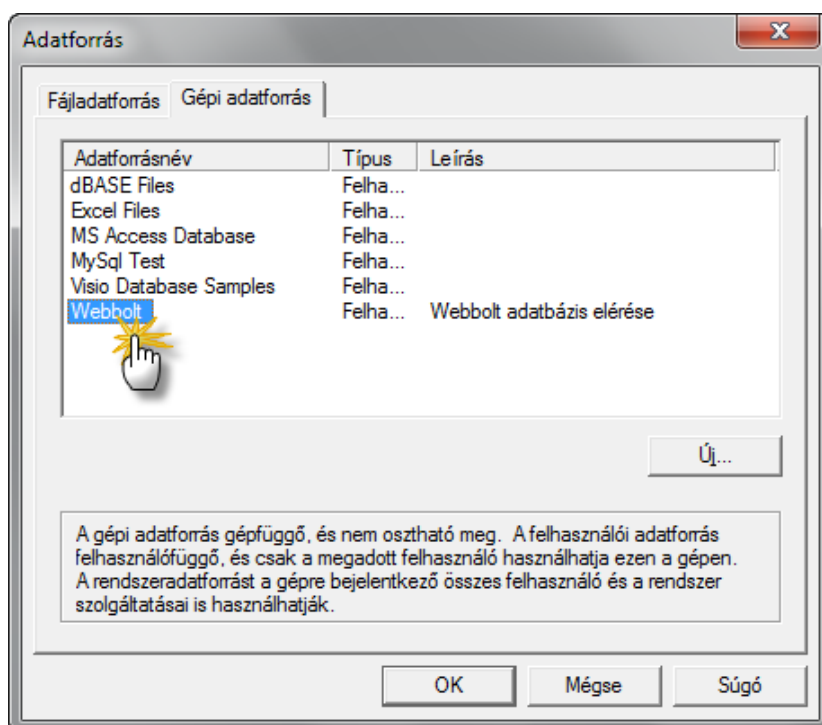 Adatforrás
Fájladatforrás Gépi adatforrás
Adatforrásnév Típus Leírás
dBASE Files Felha...
Excel Files Felha...
MS Access Database Felha...
MySql Test Felha...
Visio Database Samples Felha...
Webbolt Felha... Webbolt adatbázis elérése
Új...
A gépi adatforrás gépfüggő, és nem osztható meg. A felhasználói adatforrás
felhasználófüggő, és csak a megadott felhasználó használhatja ezen a gépen.
A rendszeradatforrást a gépre bejelentkező összes felhasználó és a rendszer
szolgáltatásai is használhatják.
OK Mégse Súgó